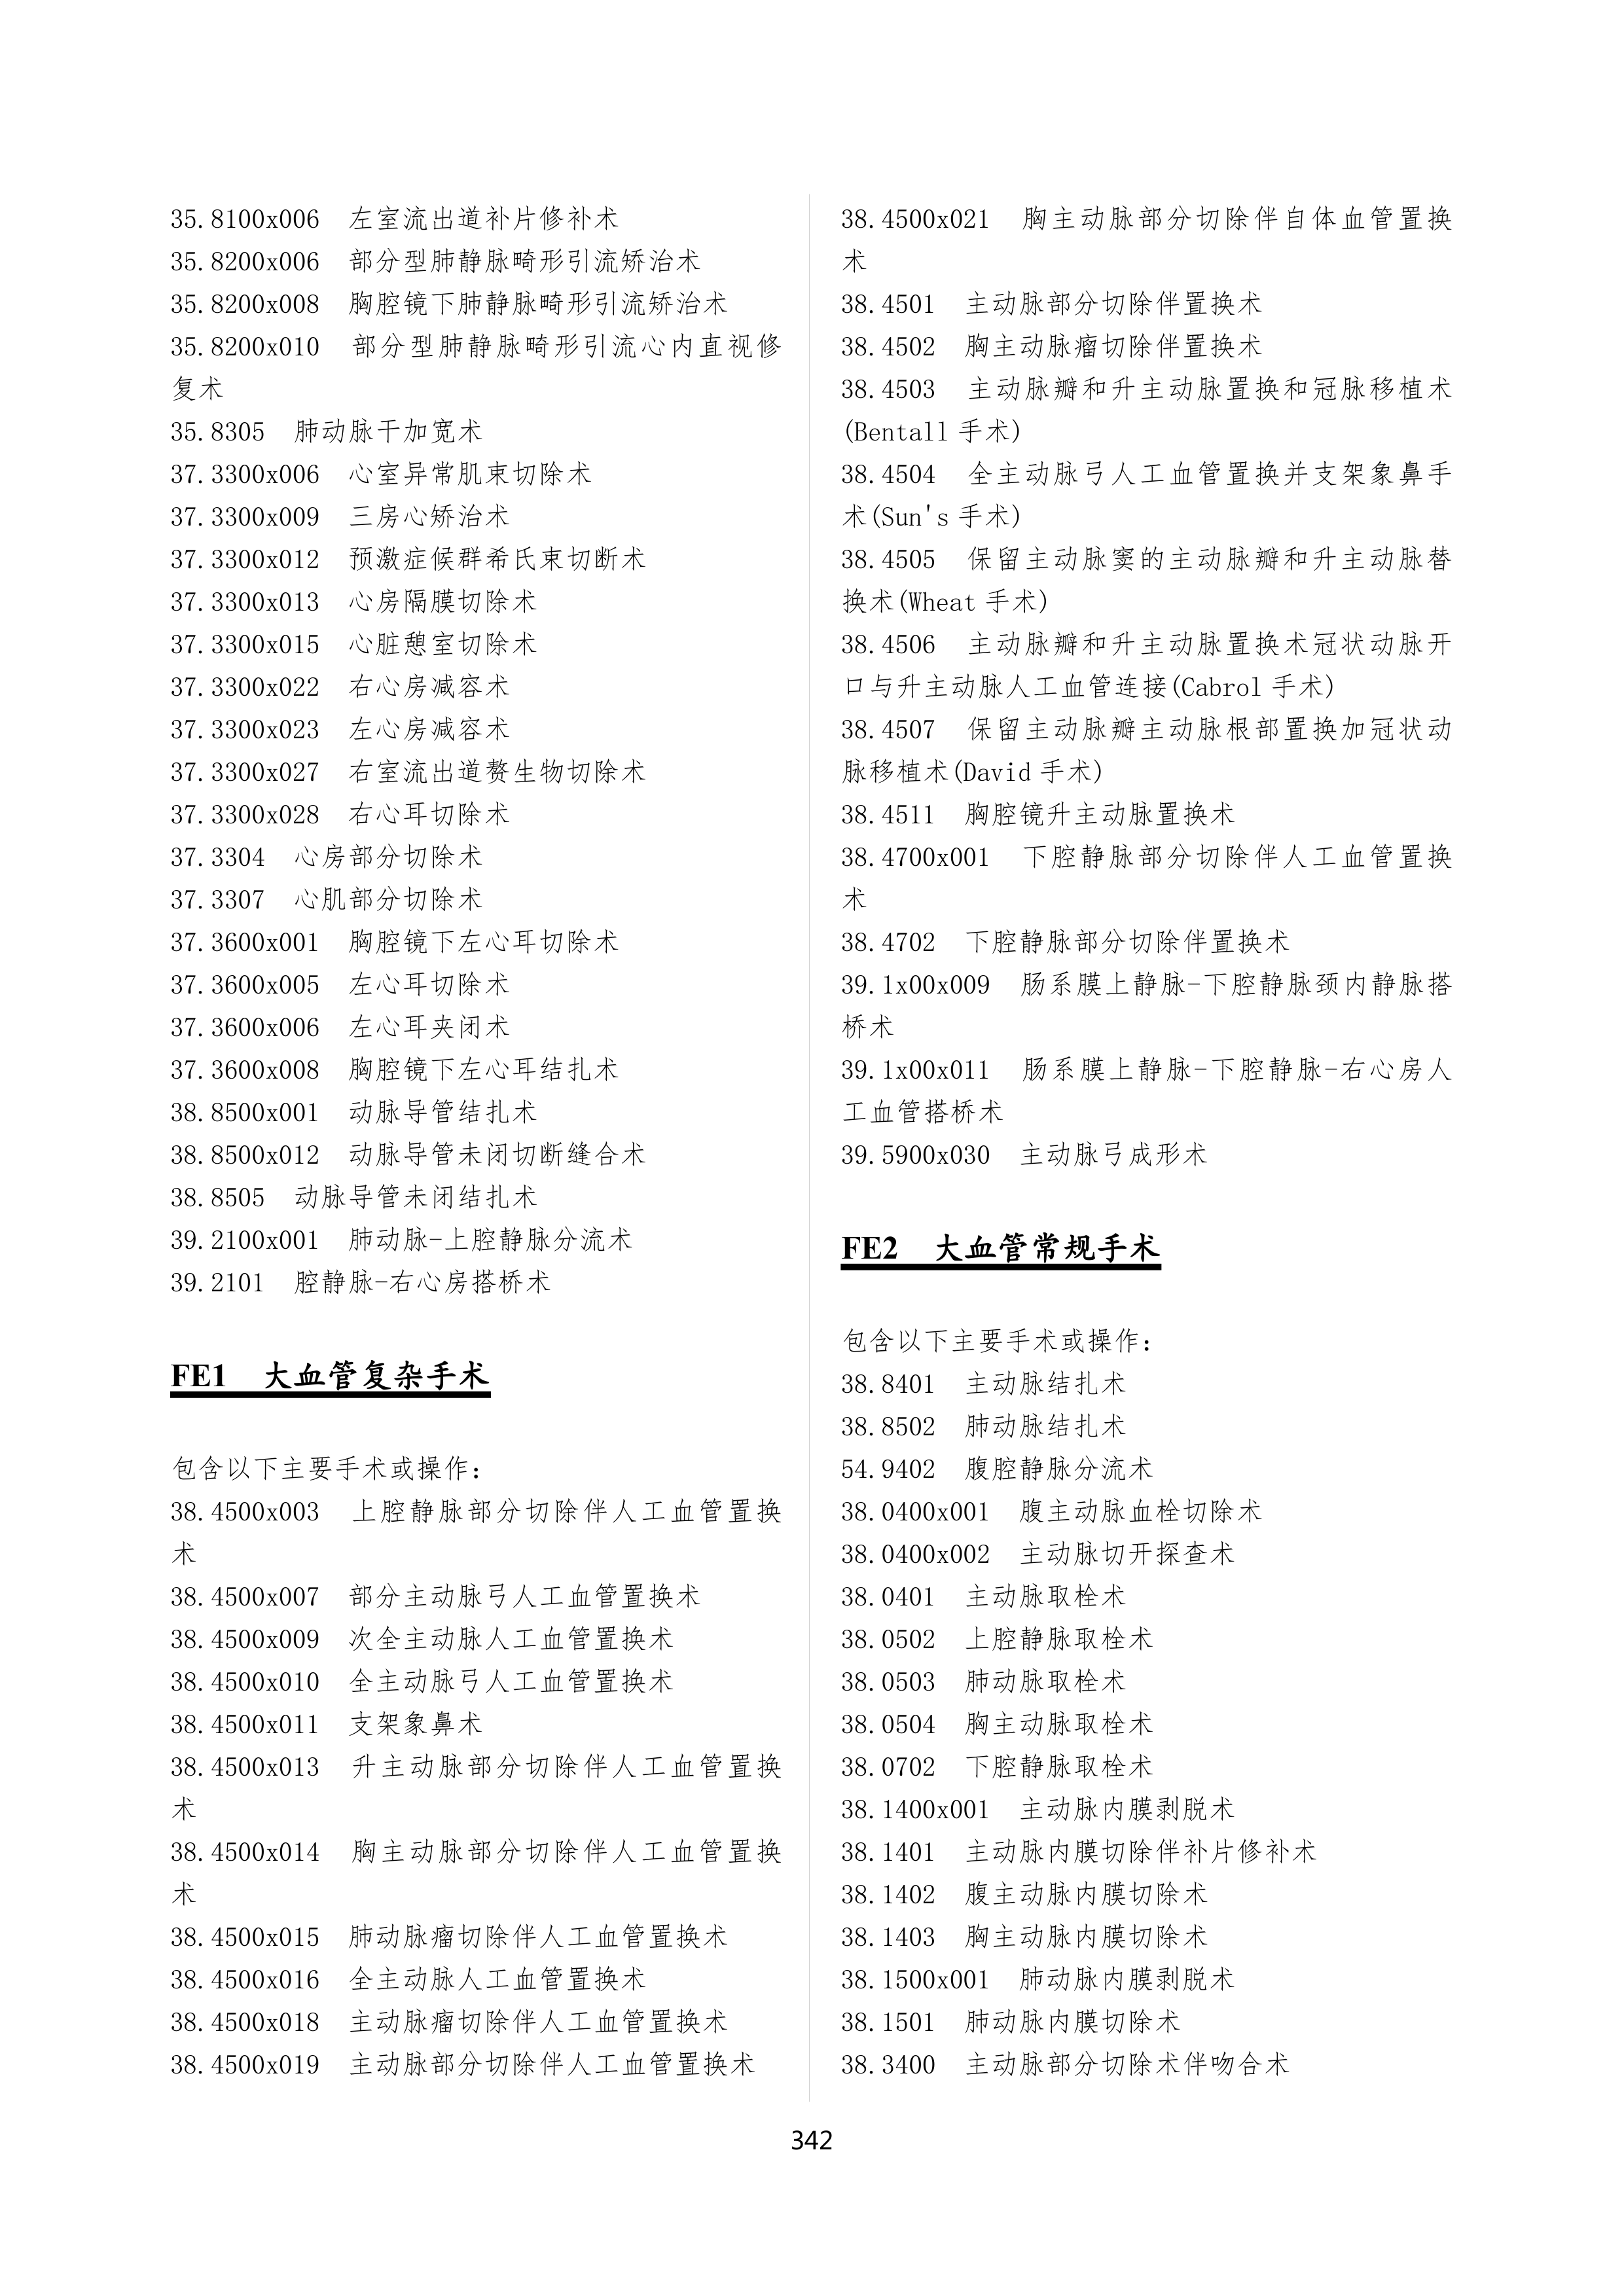 35.8100x006　左室流出道补片修补术
35.8200x006　部分型肺静脉畸形引流矫治术
35.8200x008　胸腔镜下肺静脉畸形引流矫治术
35.8200x010　部分型肺静脉畸形引流心内直视修
复术
35.8305　肺动脉干加宽术
37.3300x006　心室异常肌束切除术
37.3300x009　三房心矫治术
37.3300x012　预激症候群希氏束切断术
37.3300x013　心房隔膜切除术
37.3300x015　心脏憩室切除术
37.3300x022　右心房减容术
37.3300x023　左心房减容术
37.3300x027　右室流出道赘生物切除术
37.3300x028　右心耳切除术
37.3304　心房部分切除术
37.3307　心肌部分切除术
37.3600x001　胸腔镜下左心耳切除术
37.3600x005　左心耳切除术
37.3600x006　左心耳夹闭术
37.3600x008　胸腔镜下左心耳结扎术
38.8500x001　动脉导管结扎术
38.8500x012　动脉导管未闭切断缝合术
38.8505　动脉导管未闭结扎术
39.2100x001　肺动脉-上腔静脉分流术
39.2101　腔静脉-右心房搭桥术
FE1　大血管复杂手术
包含以下主要手术或操作：
38.4500x003　上腔静脉部分切除伴人工血管置换
术
38.4500x007　部分主动脉弓人工血管置换术
38.4500x009　次全主动脉人工血管置换术
38.4500x010　全主动脉弓人工血管置换术
38.4500x011　支架象鼻术
38.4500x013　升主动脉部分切除伴人工血管置换
术
38.4500x014　胸主动脉部分切除伴人工血管置换
术
38.4500x015　肺动脉瘤切除伴人工血管置换术
38.4500x016　全主动脉人工血管置换术
38.4500x018　主动脉瘤切除伴人工血管置换术
38.4500x019　主动脉部分切除伴人工血管置换术
38.4500x021　胸主动脉部分切除伴自体血管置换
术
38.4501　主动脉部分切除伴置换术
38.4502　胸主动脉瘤切除伴置换术
38.4503　主动脉瓣和升主动脉置换和冠脉移植术
(Bentall 手术)
38.4504　全主动脉弓人工血管置换并支架象鼻手
术(Sun's 手术)
38.4505　保留主动脉窦的主动脉瓣和升主动脉替
换术(Wheat 手术)
38.4506　主动脉瓣和升主动脉置换术冠状动脉开
口与升主动脉人工血管连接(Cabrol 手术)
38.4507　保留主动脉瓣主动脉根部置换加冠状动
脉移植术(David 手术)
38.4511　胸腔镜升主动脉置换术
38.4700x001　下腔静脉部分切除伴人工血管置换
术
38.4702　下腔静脉部分切除伴置换术
39.1x00x009　肠系膜上静脉-下腔静脉颈内静脉搭
桥术
39.1x00x011　肠系膜上静脉-下腔静脉-右心房人
工血管搭桥术
39.5900x030　主动脉弓成形术
FE2　大血管常规手术
包含以下主要手术或操作：
38.8401　主动脉结扎术
38.8502　肺动脉结扎术
54.9402　腹腔静脉分流术
38.0400x001　腹主动脉血栓切除术
38.0400x002　主动脉切开探查术
38.0401　主动脉取栓术
38.0502　上腔静脉取栓术
38.0503　肺动脉取栓术
38.0504　胸主动脉取栓术
38.0702　下腔静脉取栓术
38.1400x001　主动脉内膜剥脱术
38.1401　主动脉内膜切除伴补片修补术
38.1402　腹主动脉内膜切除术
38.1403　胸主动脉内膜切除术
38.1500x001　肺动脉内膜剥脱术
38.1501　肺动脉内膜切除术
38.3400　主动脉部分切除术伴吻合术
342